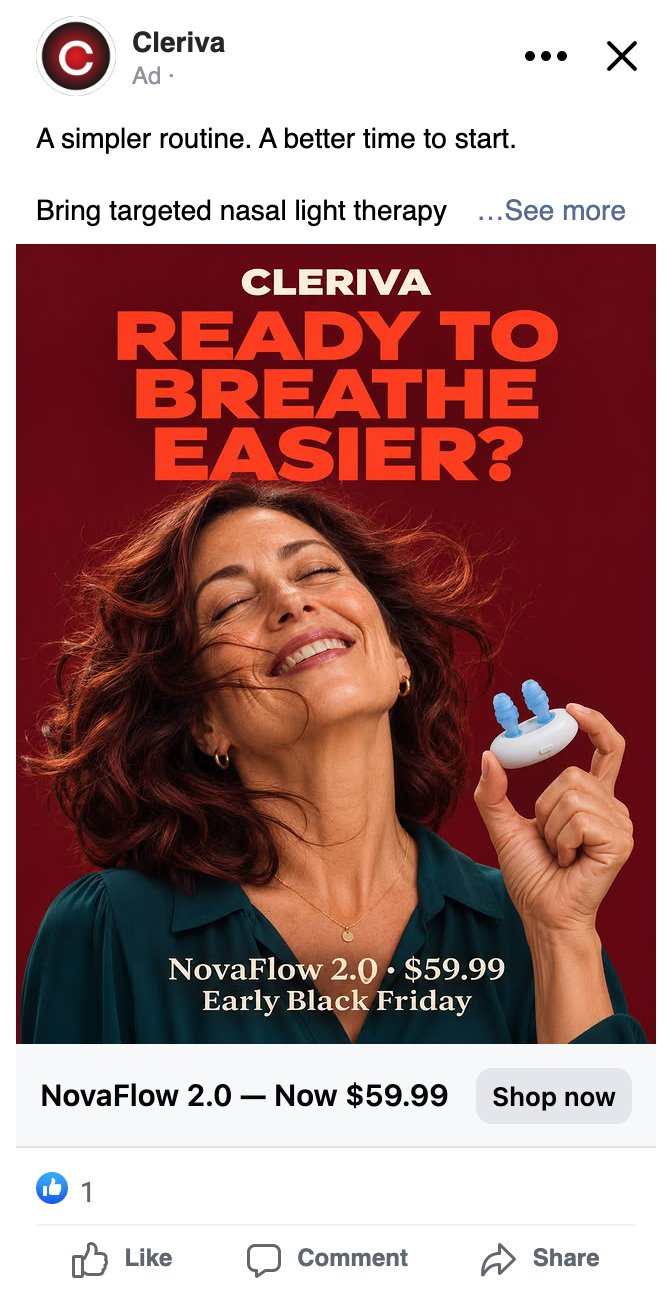 C
Cleriva
Ad ·
A simpler routine. A better time to start.
Bring targeted nasal light therapy ...See more
CLERIVA
READY TO
BREATHE
EASIER?
NovaFlow 2.0 • $59.99
Early Black Friday
NovaFlow 2.0 — Now $59.99
Shop now
1
Like
Comment
Share